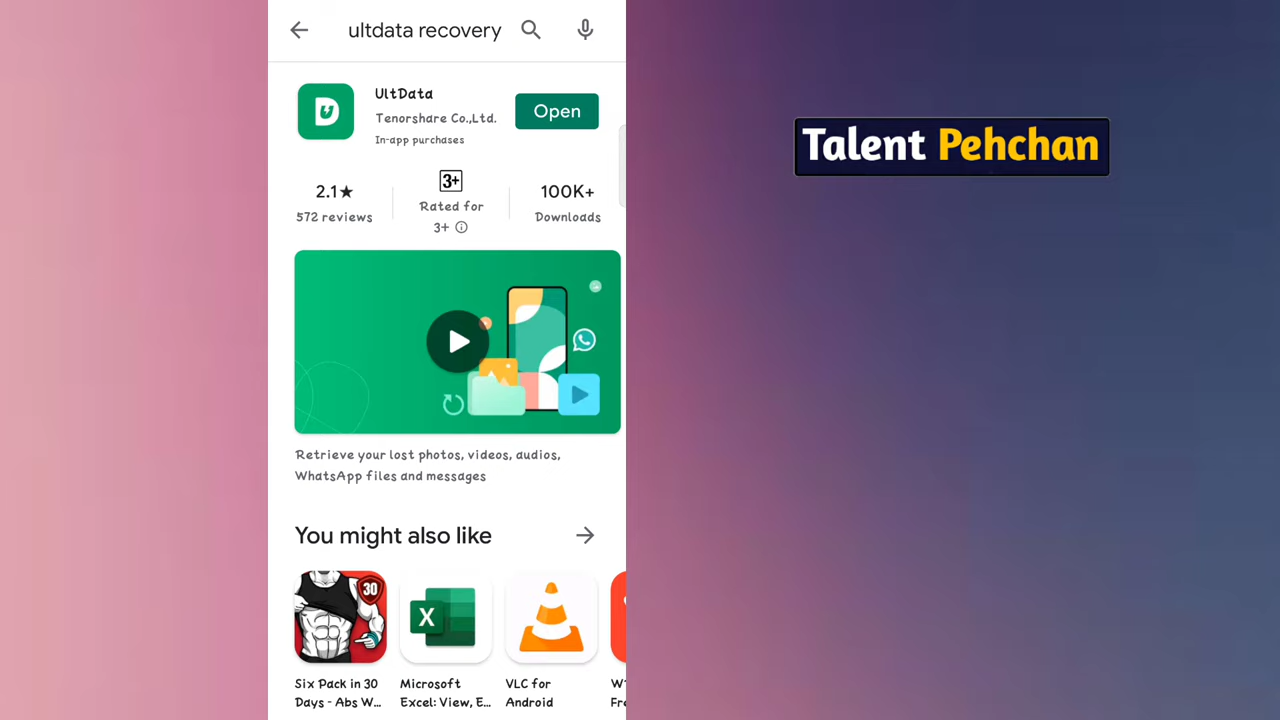 ultdata recovery
UltData
Tenorshare Co.,Ltd.
In-app purchases
Open
2.1★
572 reviews
3+
Rated for
3+
100K+
Downloads
Retrieve your lost photos, videos, audios,
WhatsApp files and messages
You might also like
30
X
Six Pack in 30
Days - Abs W...
Microsoft
Excel: View, E...
VLC for
Android
Talent Pehchan